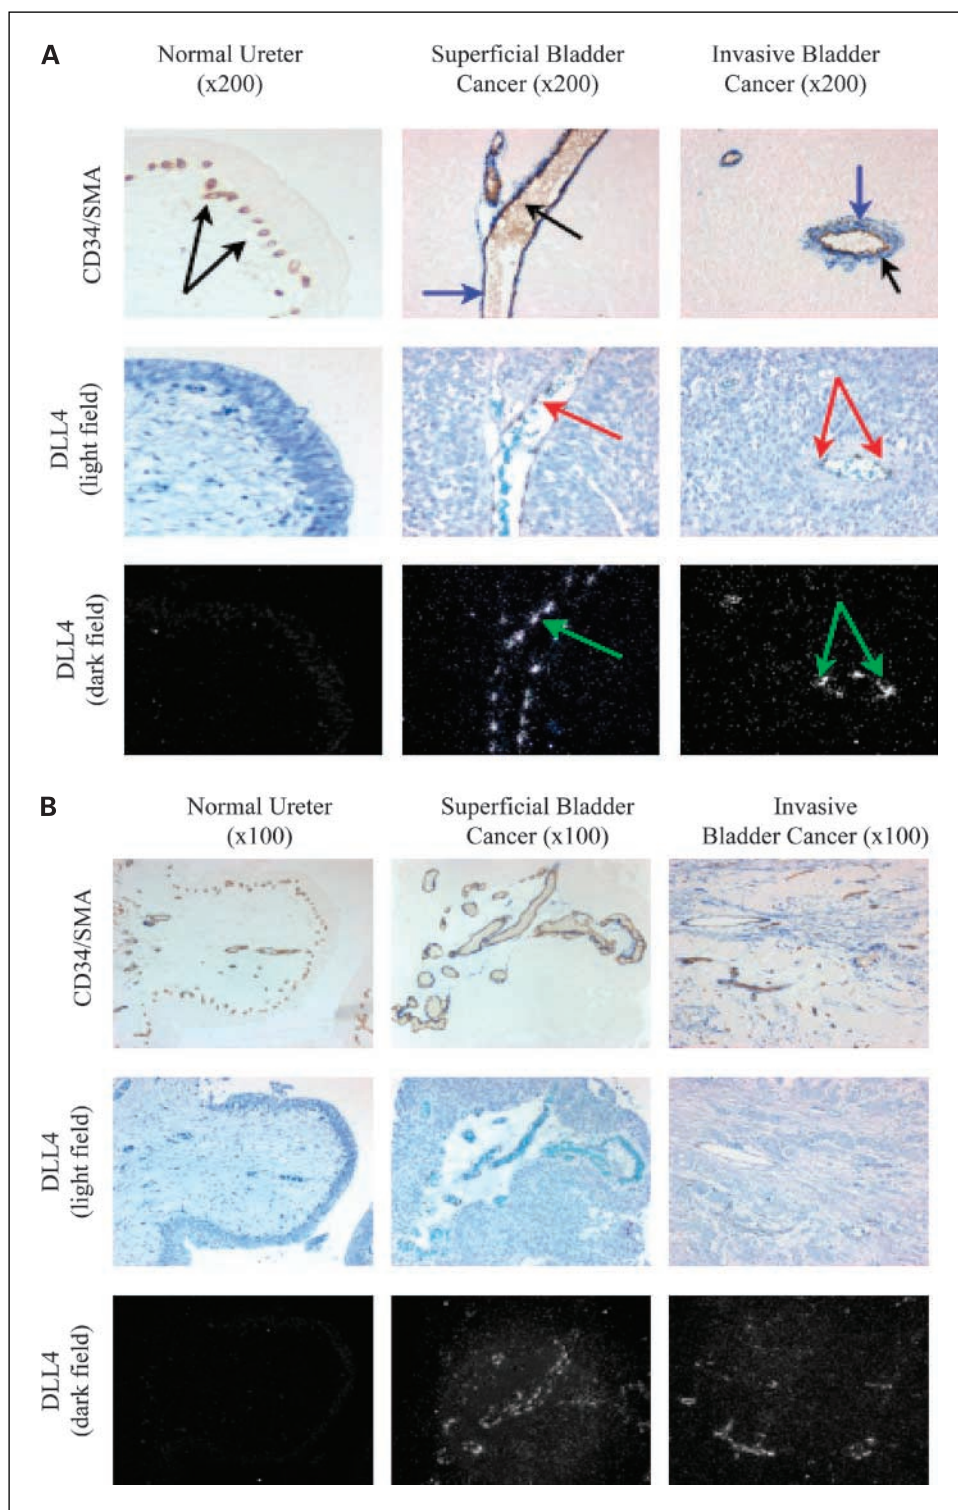 A
Normal Ureter
(x200)
Superficial Bladder
Cancer (x200)
Invasive Bladder
Cancer (x200)
CD34/SMA
DLL4
(light field)
DLL4
(dark field)
B
Normal Ureter
(x100)
Superficial Bladder
Cancer (x100)
Invasive
Bladder Cancer (x100)
CD34/SMA
DLL4
(light field)
DLL4
(dark field)